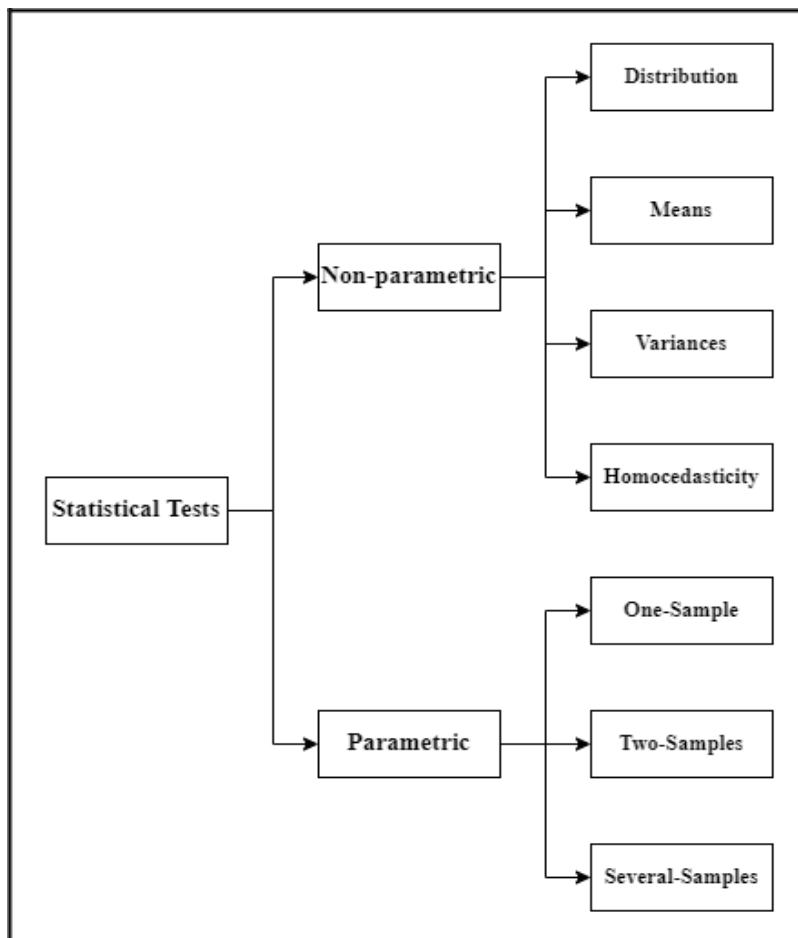 Distribution
Means
Non-parametric
Variances
Homocedasticity
Statistical Tests
One-Sample
Parametric
Two-Samples
Several-Samples